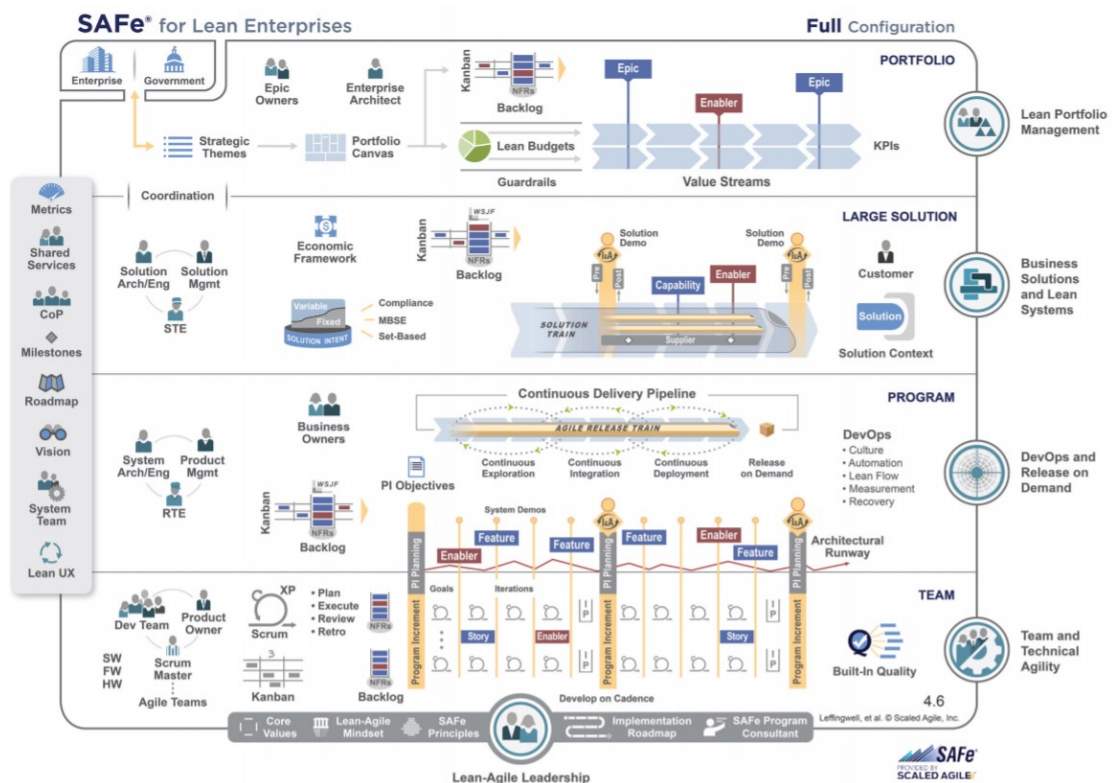 SAFe® for Lean Enterprises
Full Configuration
Enterprise
Government
Epic
Owners
Enterprise
Architect
Kanban
NFRs
Backlog
Epic
Enabler
Epic
PORTFOLIO
Lean Portfolio
Management
Strategic
Themes
Portfolio
Canvas
Lean Budgets
Guardrails
Value Streams
KPIs
Metrics
Shared
Services
CoP
Milestones
Roadmap
Vision
System
Team
Lean UX
Coordination
Solution
Arch/Eng
Solution
Mgmt
STE
Economic
Framework
Variable
Fixed
SOLUTION INTENT
Compliance
MBSE
Set-Based
Kanban
WSJF
NFRs
Backlog
LARGE SOLUTION
Solution
Demo
I&A
Pre
Post
Capability
Enabler
Solution
Demo
I&A
Pre
Post
SOLUTION
TRAIN
Supplier
Customer
Solution
Solution Context
Business
Solutions
and Lean
Systems
System
Arch/Eng
Product
Mgmt
RTE
Business
Owners
Kanban
WSJF
NFRs
Backlog
Continuous Delivery Pipeline
AGILE RELEASE TRAIN
Continuous
Exploration
Continuous
Integration
Continuous
Deployment
Release
on Demand
PROGRAM
DevOps
• Culture
• Automation
• Lean Flow
• Measurement
• Recovery
DevOps and
Release on
Demand
PI Objectives
System Demos
I&A
I&A
Enabler
Feature
Feature
Feature
Enabler
Feature
Architectural
Runway
PI Planning
PI Planning
PI Planning
Dev Team
Product
Owner
Scrum
Master
SW
FW
HW
Agile Teams
XP
Scrum
• Plan
• Execute
• Review
• Retro
3
Kanban
NFRs
NFRs
Backlog
Program Increment
Program Increment
Program Increment
Goals
Iterations
Story
Enabler
Story
I
P
I
P
I
P
I
P
Develop on Cadence
TEAM
Built-In Quality
Team and
Technical
Agility
4.6
Leffingwell, et al. © Scaled Agile, Inc.
Core
Values
Lean-Agile
Mindset
SAFe
Principles
Implementation
Roadmap
SAFe Program
Consultant
Lean-Agile Leadership
SAFe®
PROVIDED BY
SCALED AGILE